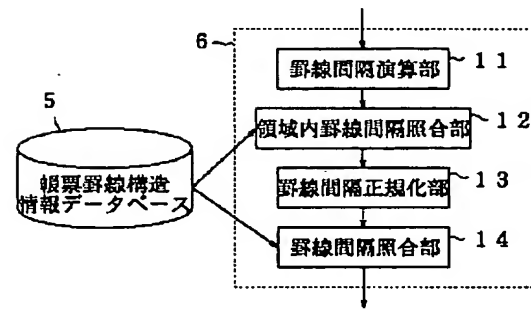 6
罫線間隔演算部
11
5
領域内罫線間隔照合部
12
帳票罫線構造
情報データベース
罫線間隔正規化部
13
罫線間隔照合部
14